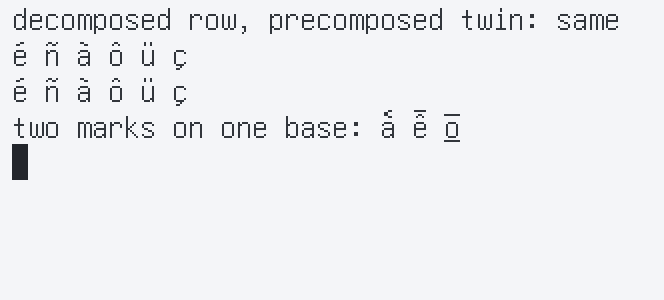 decomposed row, precomposed twin: same
é ñ à ô ü ç
é ñ à ô ü ç
two marks on one base: ǻ ê̄ ō̲